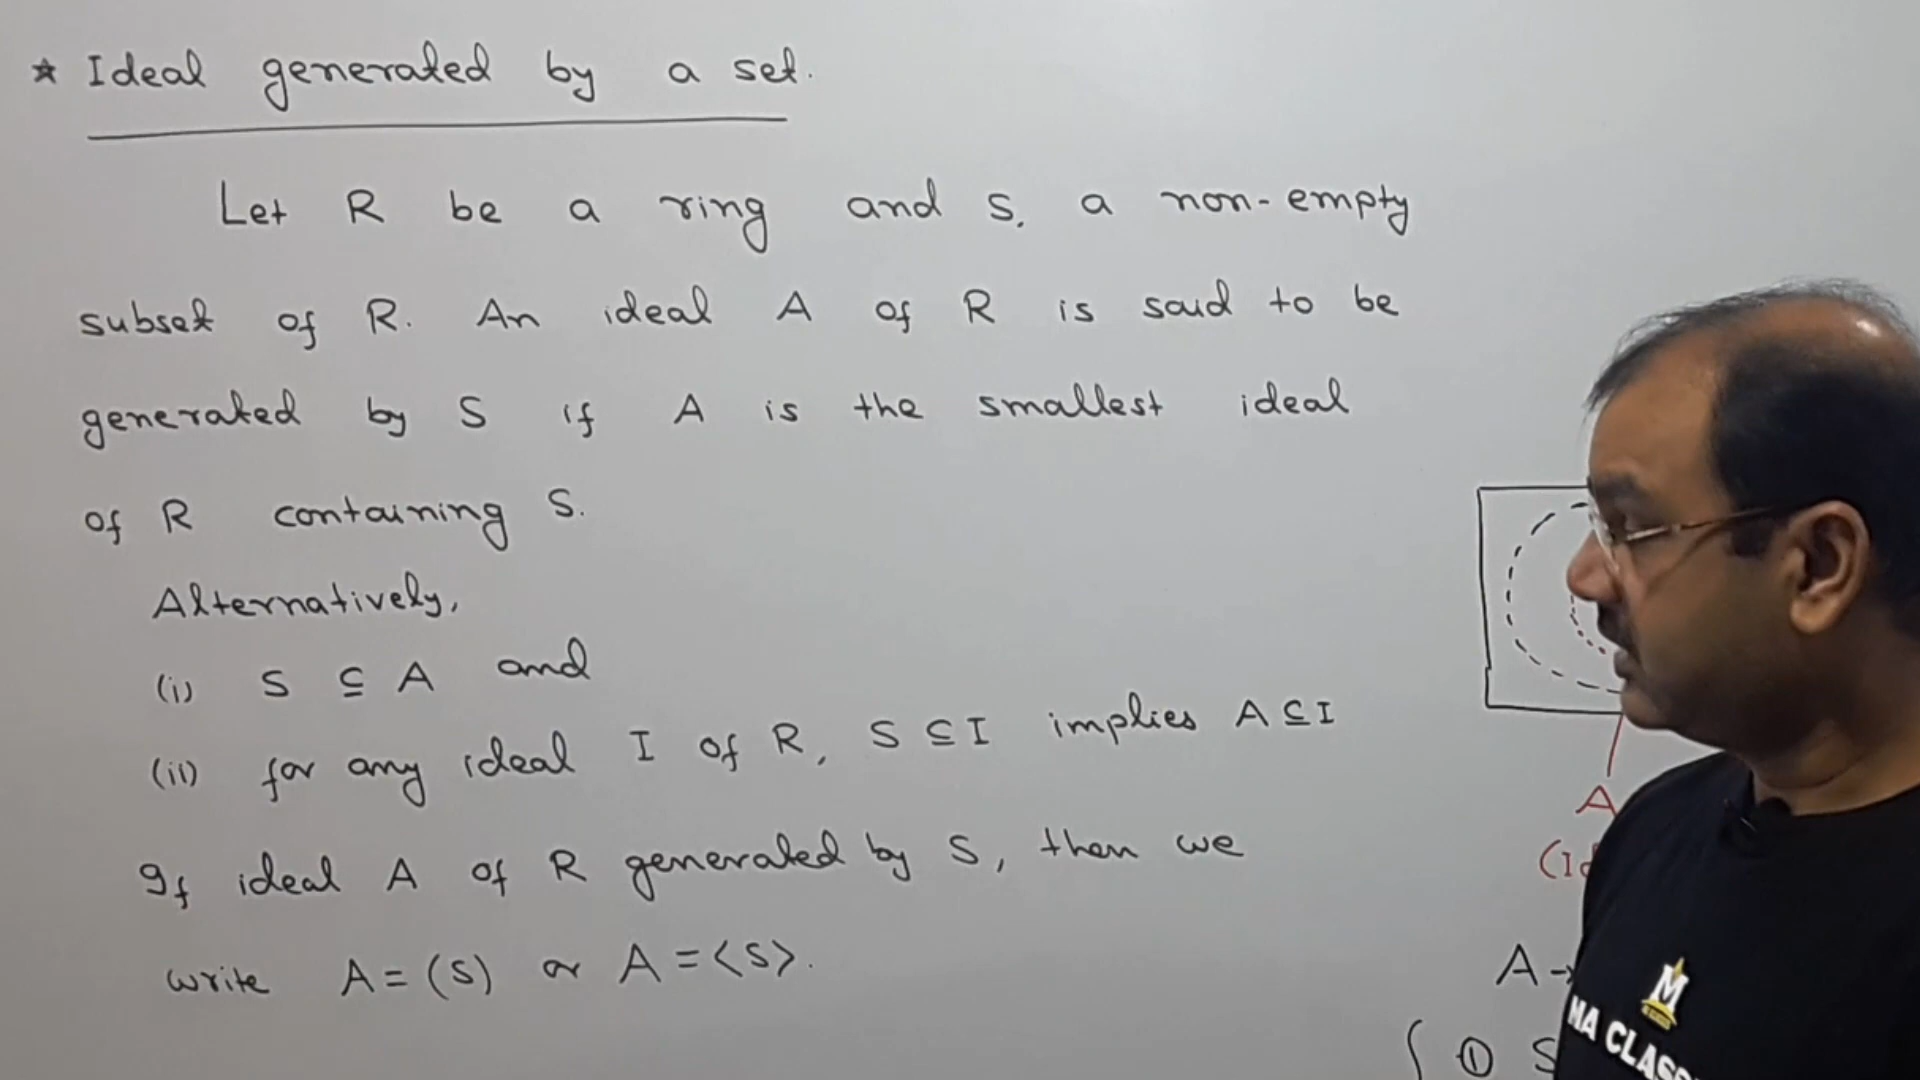 ★ Ideal generated by a set.
Let R be a ring and S, a non-empty
subset of R. An ideal A of R is said to be
generated by S if A is the smallest ideal
of R containing S.
Alternatively,
(i) S ⊆ A and
(ii) for any ideal I of R, S ⊆ I implies A ⊆ I
If ideal A of R generated by S, then we
write A = (S) or A = <S>.
A
A →
① S
M
MA CLASS